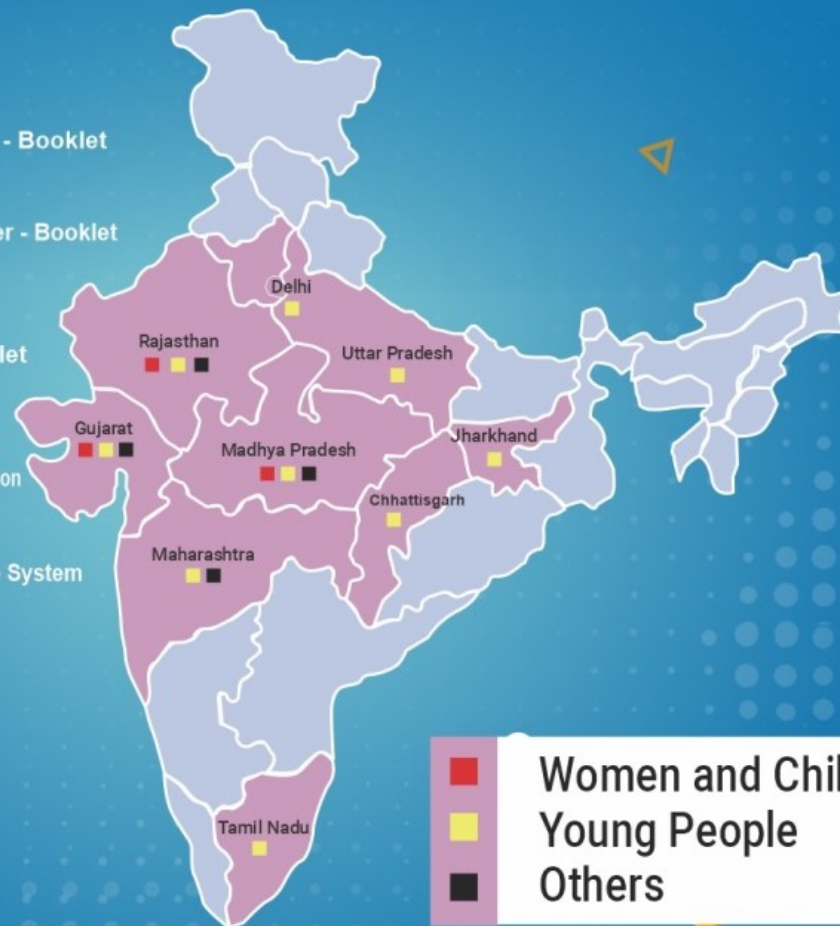 - Booklet
er - Booklet
Delhi
Rajasthan
Uttar Pradesh
let
Gujarat
Jharkhand
Madhya Pradesh
on
Chhattisgarh
Maharashtra
System
Women and Chil
Young People
Tamil Nadu
Others